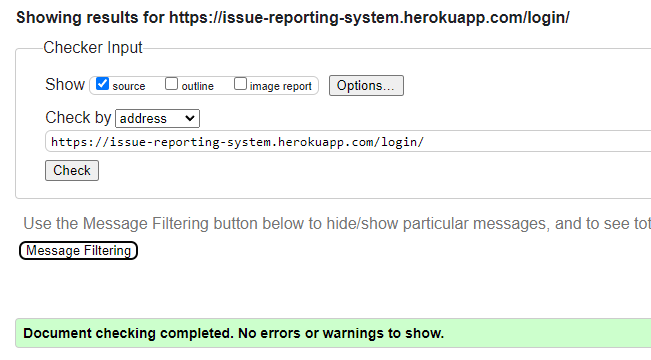 Showing results for https://issue-reporting-system.herokuapp.com/login/
Checker Input
Show source outline image report Options...
Check by address
https://issue-reporting-system.herokuapp.com/login/
Check
Use the Message Filtering button below to hide/show particular messages, and to see tot
Message Filtering
Document checking completed. No errors or warnings to show.